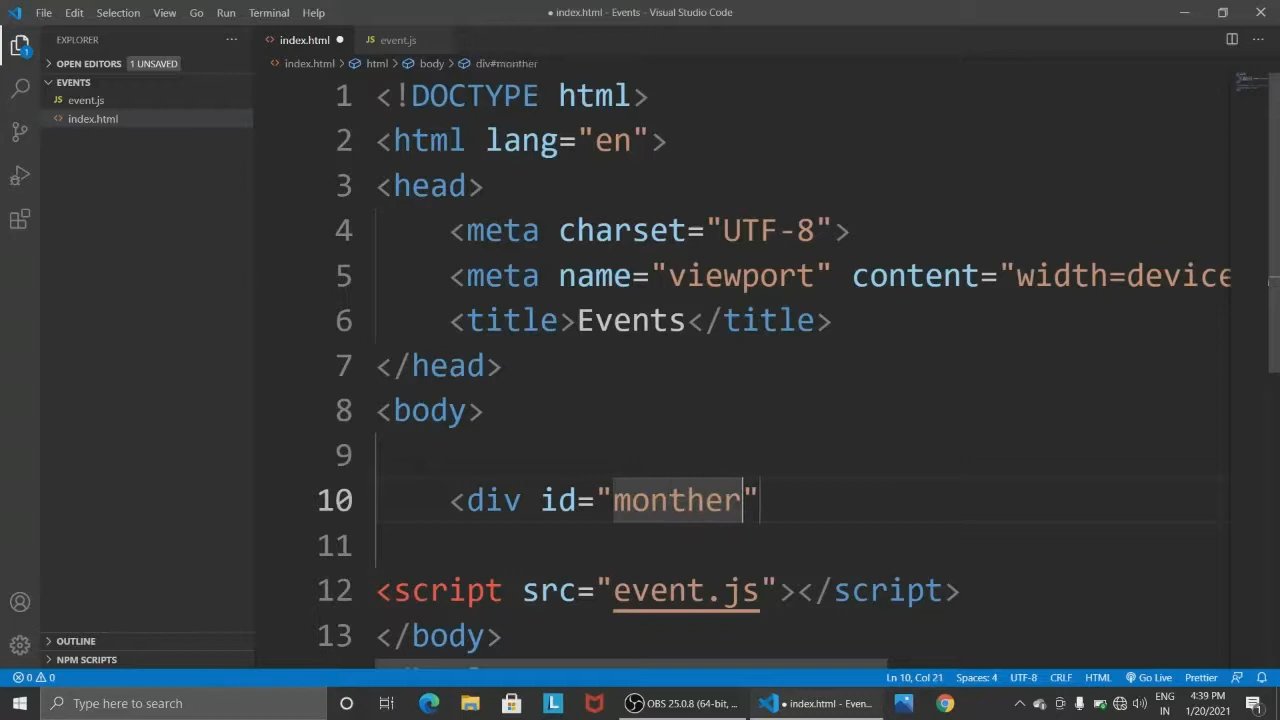 File Edit Selection View Go Run Terminal Help
● index.html - Events - Visual Studio Code
EXPLORER
OPEN EDITORS 1 UNSAVED
EVENTS
JS event.js
<> index.html
OUTLINE
NPM SCRIPTS
<> index.html ● JS event.js
<> index.html > html > body > div#monther
1 <!DOCTYPE html>
2 <html lang="en">
3 <head>
4 <meta charset="UTF-8">
5 <meta name="viewport" content="width=device
6 <title>Events</title>
7 </head>
8 <body>
9
10 <div id="monther"
11
12 <script src="event.js"></script>
13 </body>
0 0 Ln 10, Col 21 Spaces: 4 UTF-8 CRLF HTML Go Live Prettier
Type here to search
L
OBS 25.0.8 (64-bit, ...
● index.html - Even...
ENG
IN
4:39 PM
1/20/2021
1